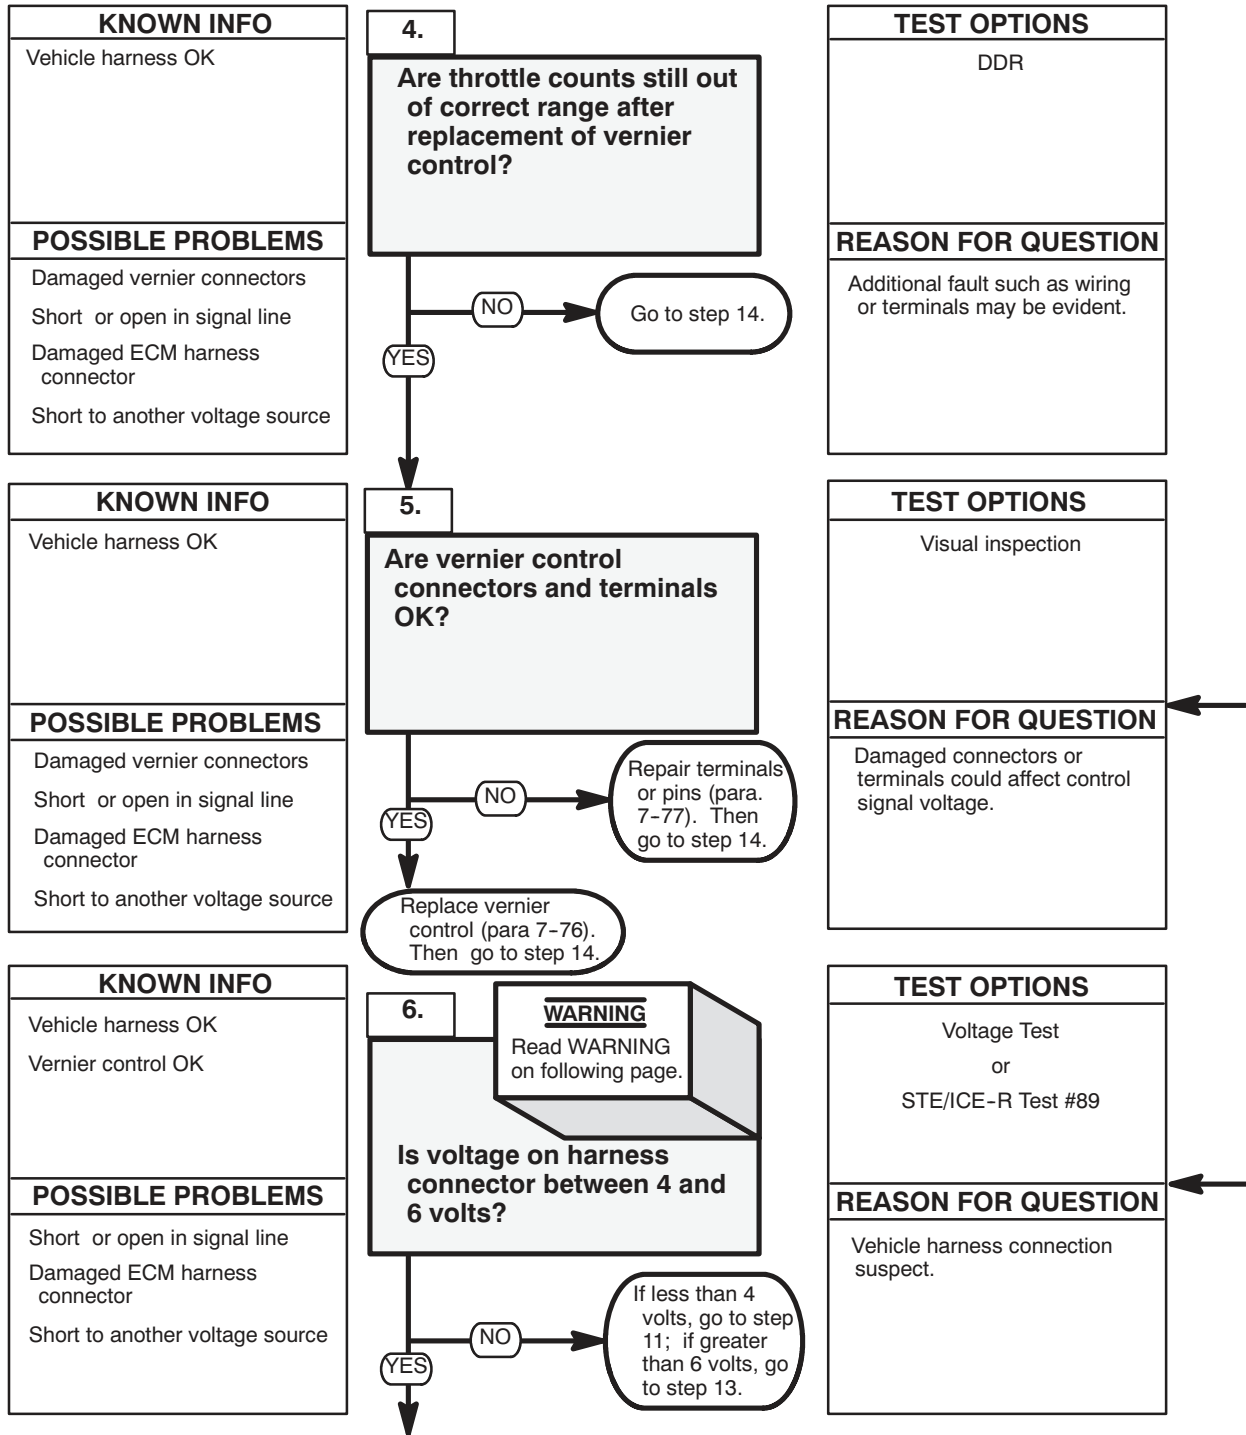 KNOWN INFO
Vehicle harness OK
POSSIBLE PROBLEMS
Damaged vernier connectors
Short or open in signal line
Damaged ECM harness
connector
Short to another voltage source
4.
Are throttle counts still out
of correct range after
replacement of vernier
control?
NO
Go to step 14.
YES
TEST OPTIONS
DDR
REASON FOR QUESTION
Additional fault such as wiring
or terminals may be evident.
KNOWN INFO
Vehicle harness OK
POSSIBLE PROBLEMS
Damaged vernier connectors
Short or open in signal line
Damaged ECM harness
connector
Short to another voltage source
5.
Are vernier control
connectors and terminals
OK?
NO
Repair terminals
or pins (para.
7-77). Then
go to step 14.
YES
Replace vernier
control (para 7-76).
Then go to step 14.
TEST OPTIONS
Visual inspection
REASON FOR QUESTION
Damaged connectors or
terminals could affect control
signal voltage.
KNOWN INFO
Vehicle harness OK
Vernier control OK
POSSIBLE PROBLEMS
Short or open in signal line
Damaged ECM harness
connector
Short to another voltage source
6.
WARNING
Read WARNING
on following page.
Is voltage on harness
connector between 4 and
6 volts?
NO
If less than 4
volts, go to step
11; if greater
than 6 volts, go
to step 13.
YES
TEST OPTIONS
Voltage Test
or
STE/ICE-R Test #89
REASON FOR QUESTION
Vehicle harness connection
suspect.